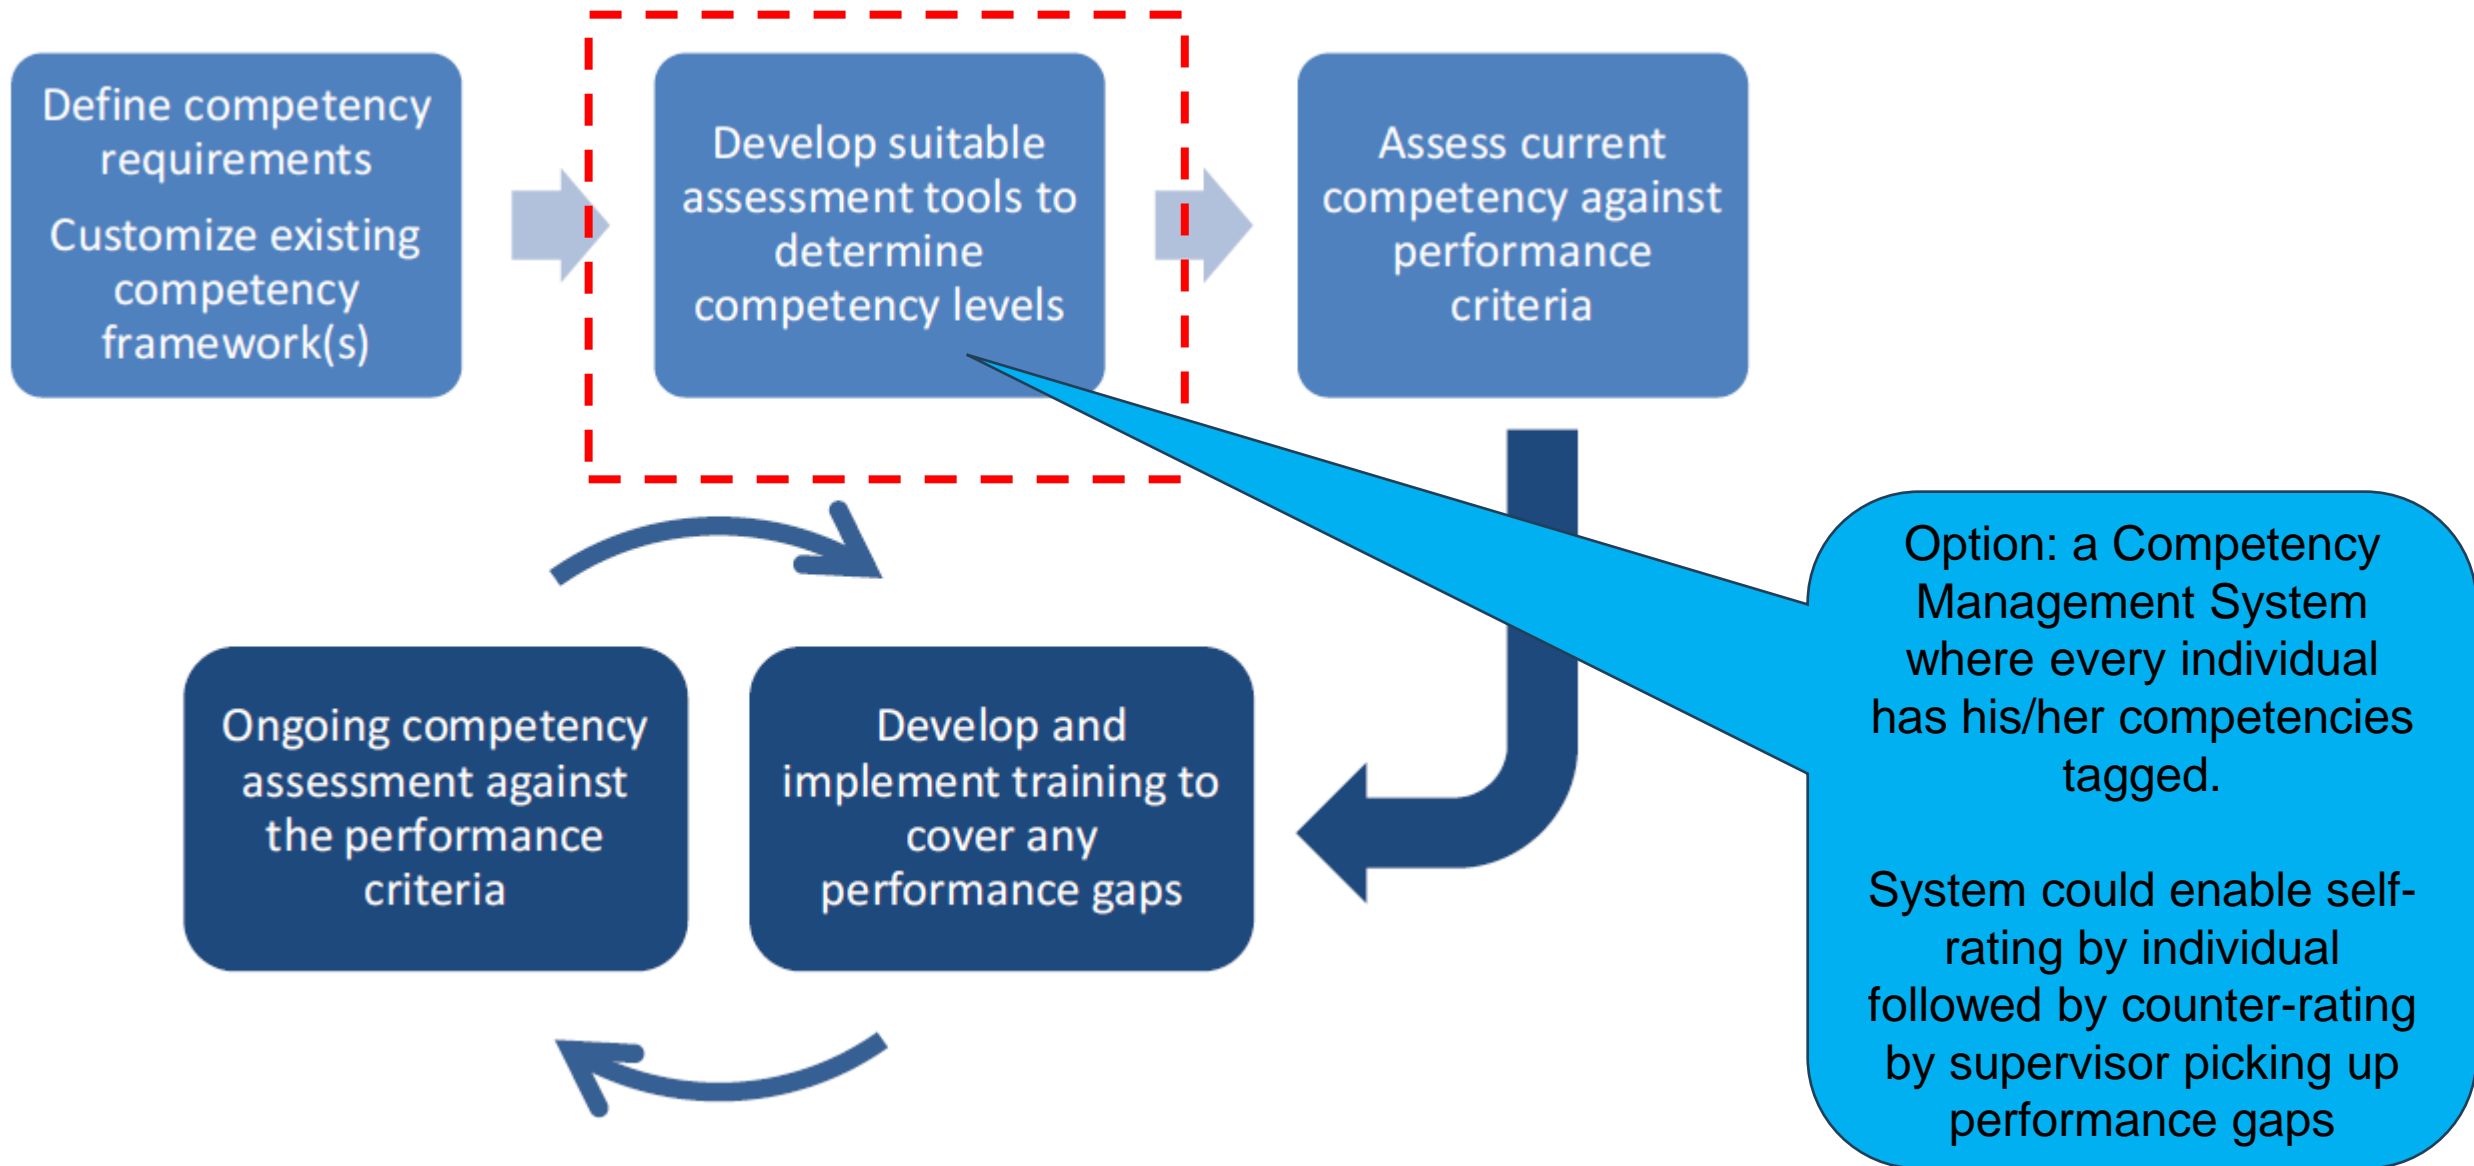 Define competency
requirements
Customize existing
competency
framework(s)
Develop suitable
assessment tools to
determine
competency levels
Assess current
competency against
performance
criteria
Ongoing competency
assessment against
the performance
criteria
Develop and
implement training to
cover any
performance gaps
Option: a Competency
Management System
where every individual
has his/her competencies
tagged.
System could enable self-
rating by individual
followed by counter-rating
by supervisor picking up
performance gaps